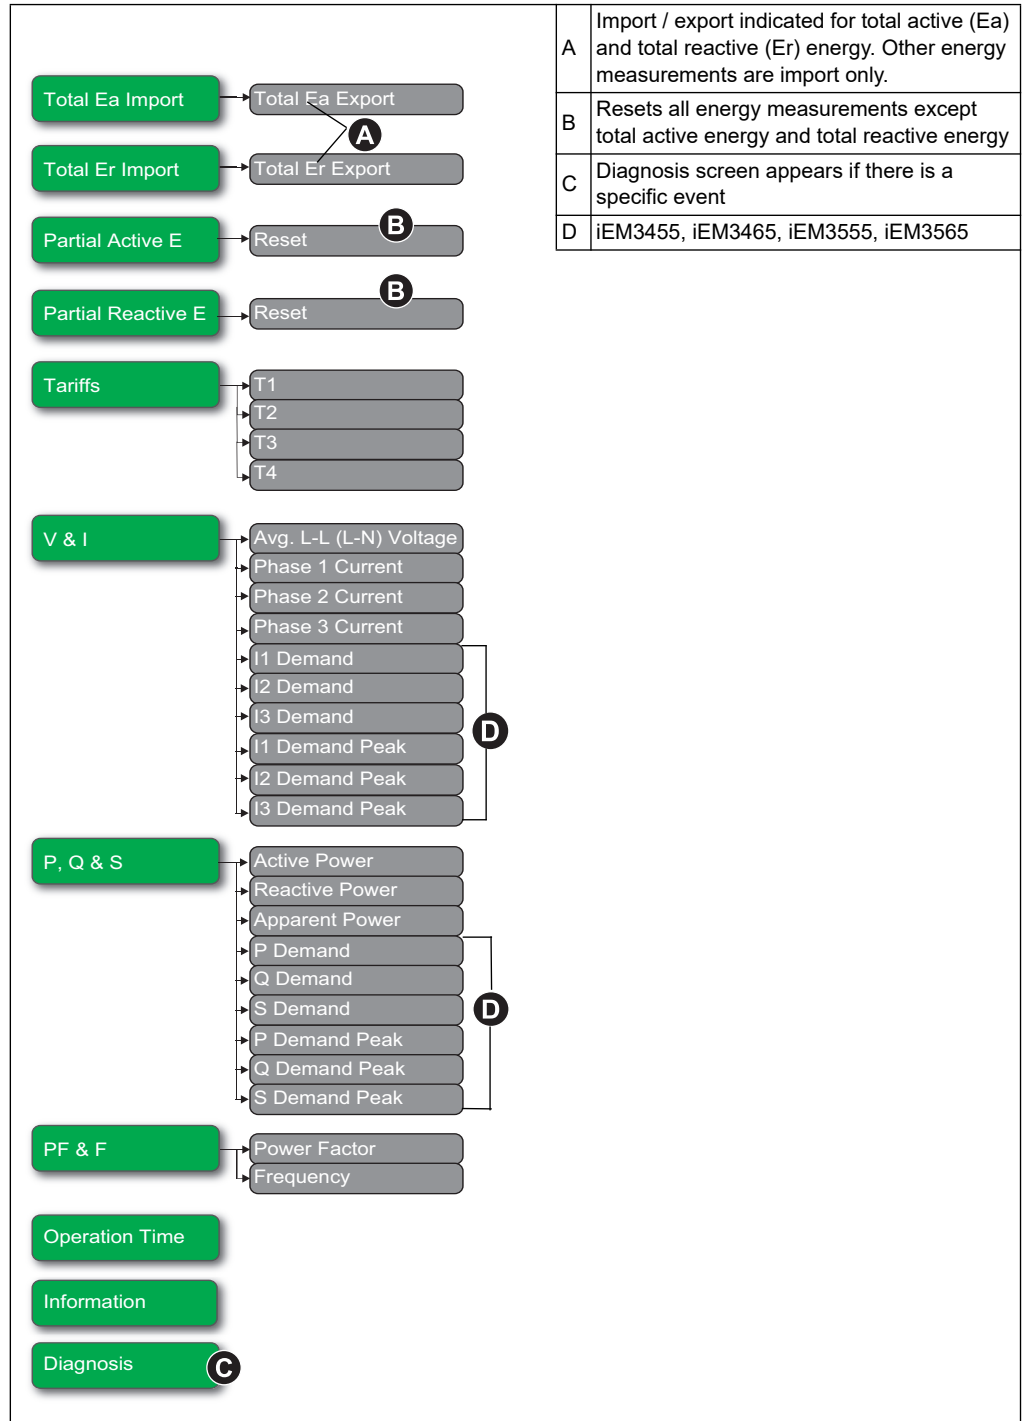 A
Import / export indicated for total active (Ea)
and total reactive (Er) energy. Other energy
measurements are import only.
B
Resets all energy measurements except
total active energy and total reactive energy
C
Diagnosis screen appears if there is a
specific event
D
iEM3455, iEM3465, iEM3555, iEM3565
Total Ea Import
Total Ea Export
A
Total Er Import
Total Er Export
Partial Active E
Reset
B
Partial Reactive E
Reset
B
Tariffs
T1
T2
T3
T4
V & I
Avg. L-L (L-N) Voltage
Phase 1 Current
Phase 2 Current
Phase 3 Current
I1 Demand
I2 Demand
I3 Demand
I1 Demand Peak
I2 Demand Peak
I3 Demand Peak
D
P, Q & S
Active Power
Reactive Power
Apparent Power
P Demand
Q Demand
S Demand
P Demand Peak
Q Demand Peak
S Demand Peak
D
PF & F
Power Factor
Frequency
Operation Time
Information
Diagnosis
C